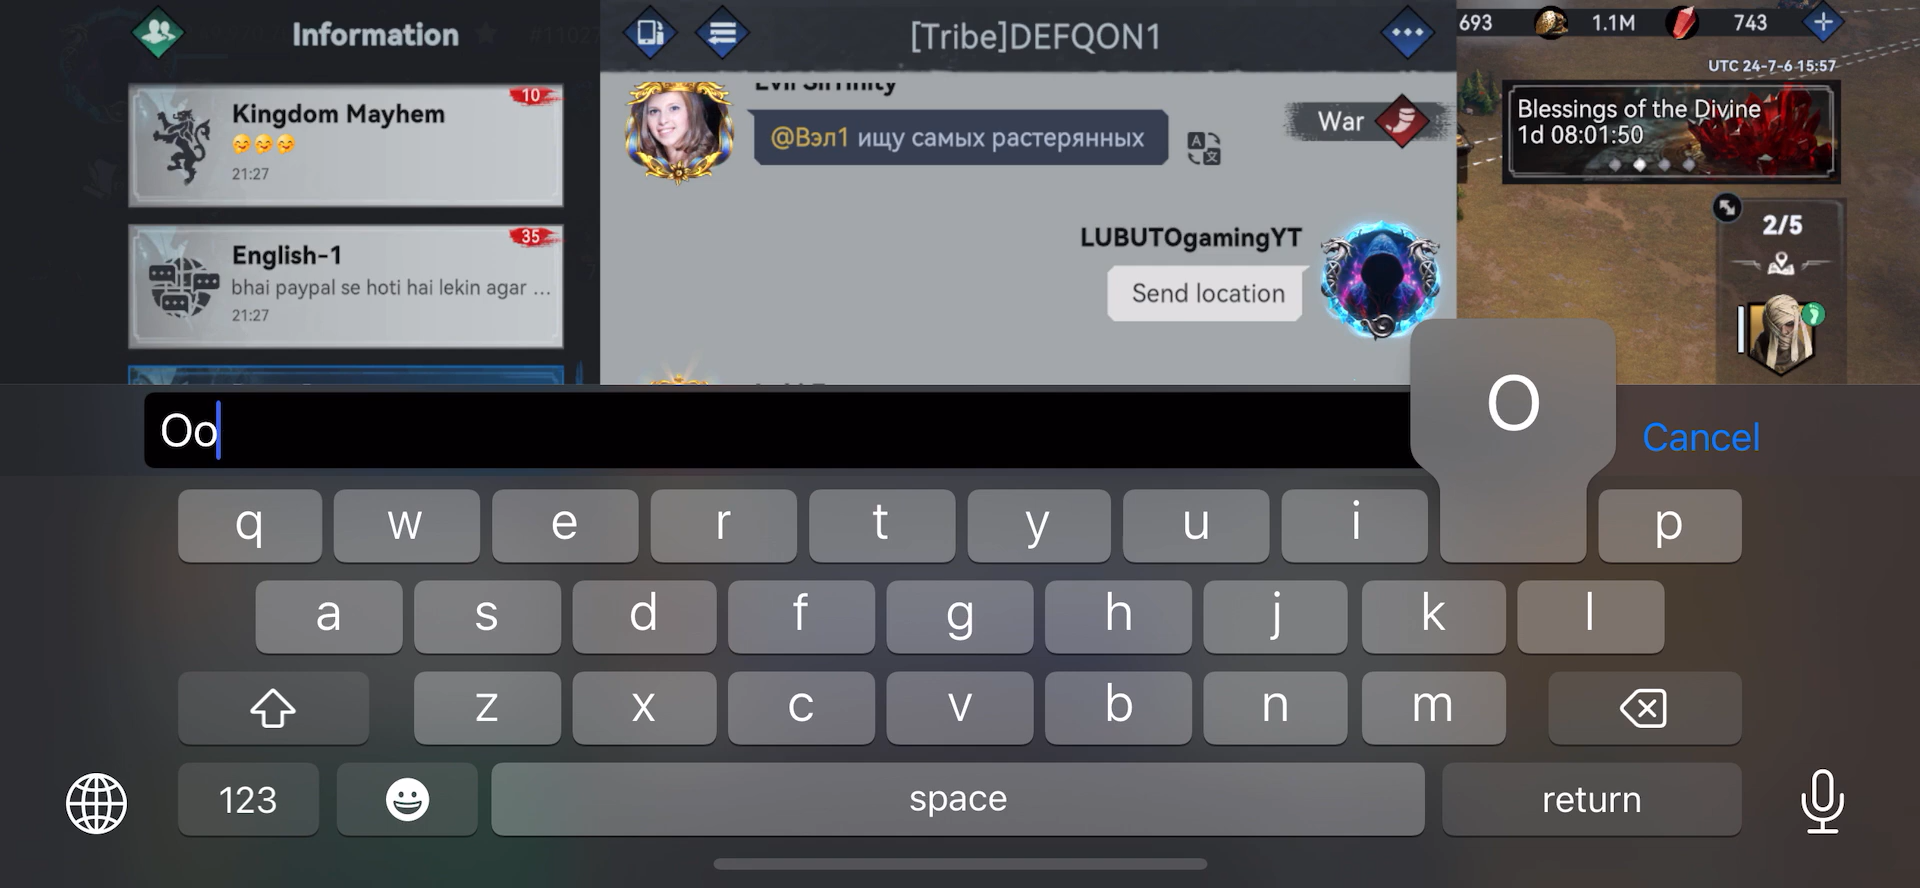 Information
[Tribe]DEFQON1
693
1.1M
743
UTC 24-7-6 15:57
Kingdom Mayhem
10
🤭🤭🤭
21:27
English-1
35
bhai paypal se hoti hai lekin agar ...
21:27
Evil Sinfinity
@Вэл1 ищу самых растерянных
War
LUBUTOgamingYT
Send location
Blessings of the Divine
1d 08:01:50
2/5
Oo
O
Cancel
q w e r t y u i p
a s d f g h j k l
z x c v b n m
123
space
return